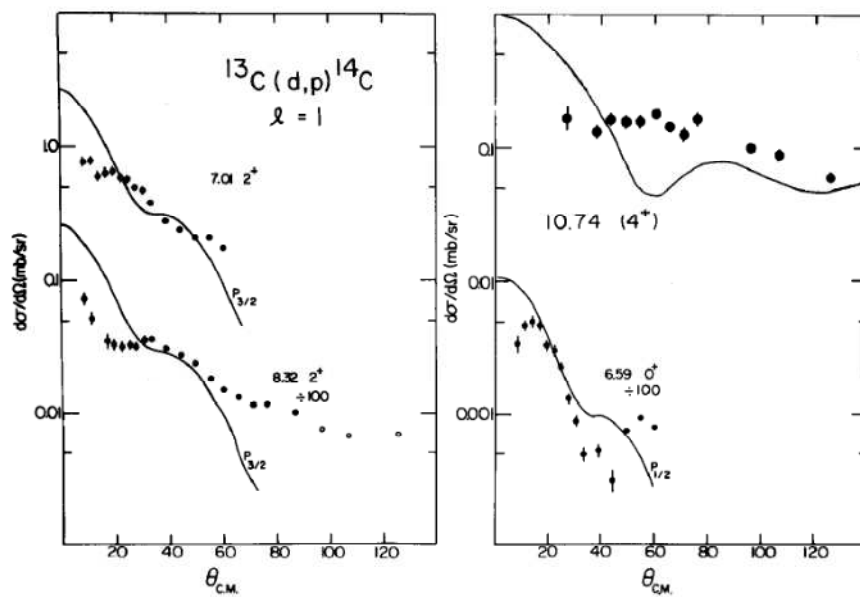 ¹³C (d,p) ¹⁴C
ℓ = 1
dσ/dΩ (mb/sr)
1.0
0.1
0.01
7.01 2⁺
P₃/₂
8.32 2⁺
÷100
P₃/₂
20 40 60 80 100 120
θC.M.
dσ/dΩ (mb/sr)
0.1
0.01
0.001
10.74 (4⁺)
6.59 0⁺
÷100
P₁/₂
20 40 60 80 100 120
θC.M.